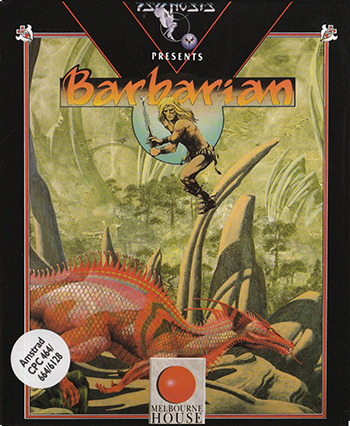 PSYGNOSIS
PRESENTS
Barbarian
Amstrad
CPC 464/
664/6128
MELBOURNE
HOUSE